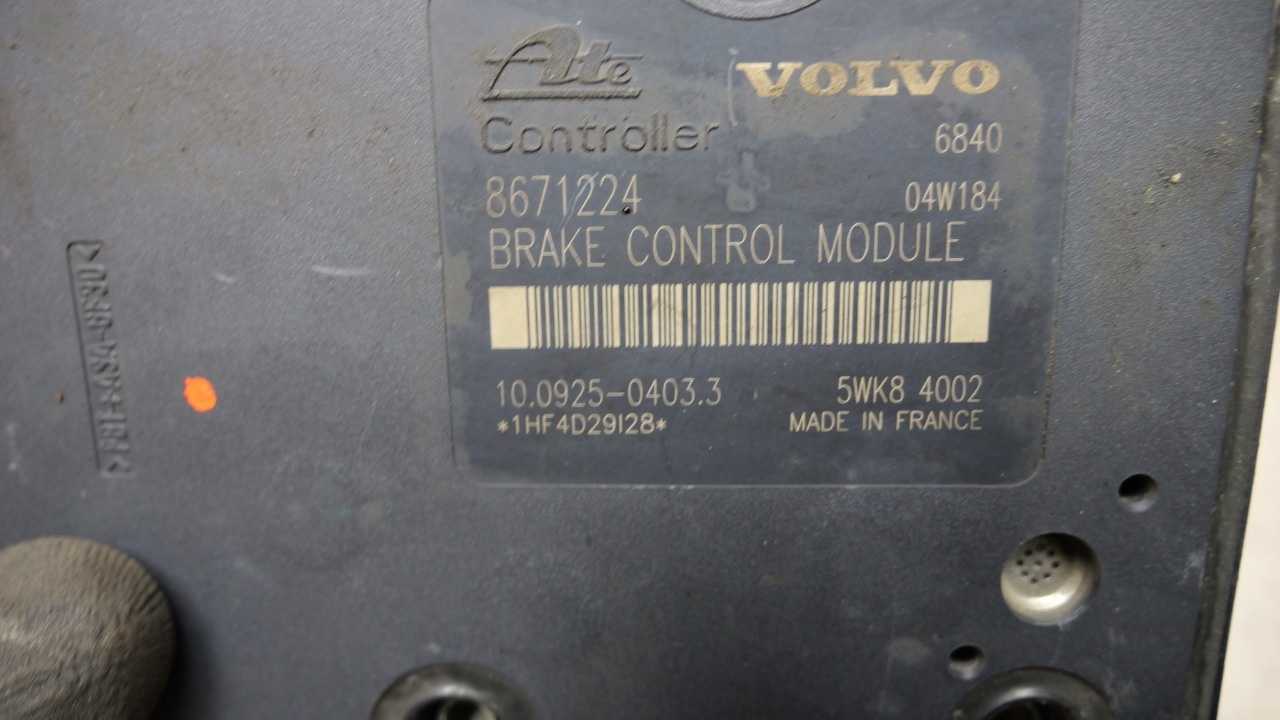 Ate VOLVO
Controller 6840
8671224 04W184
BRAKE CONTROL MODULE
10.0925-0403.3 5WK8 4002
*1HF4D29I28* MADE IN FRANCE